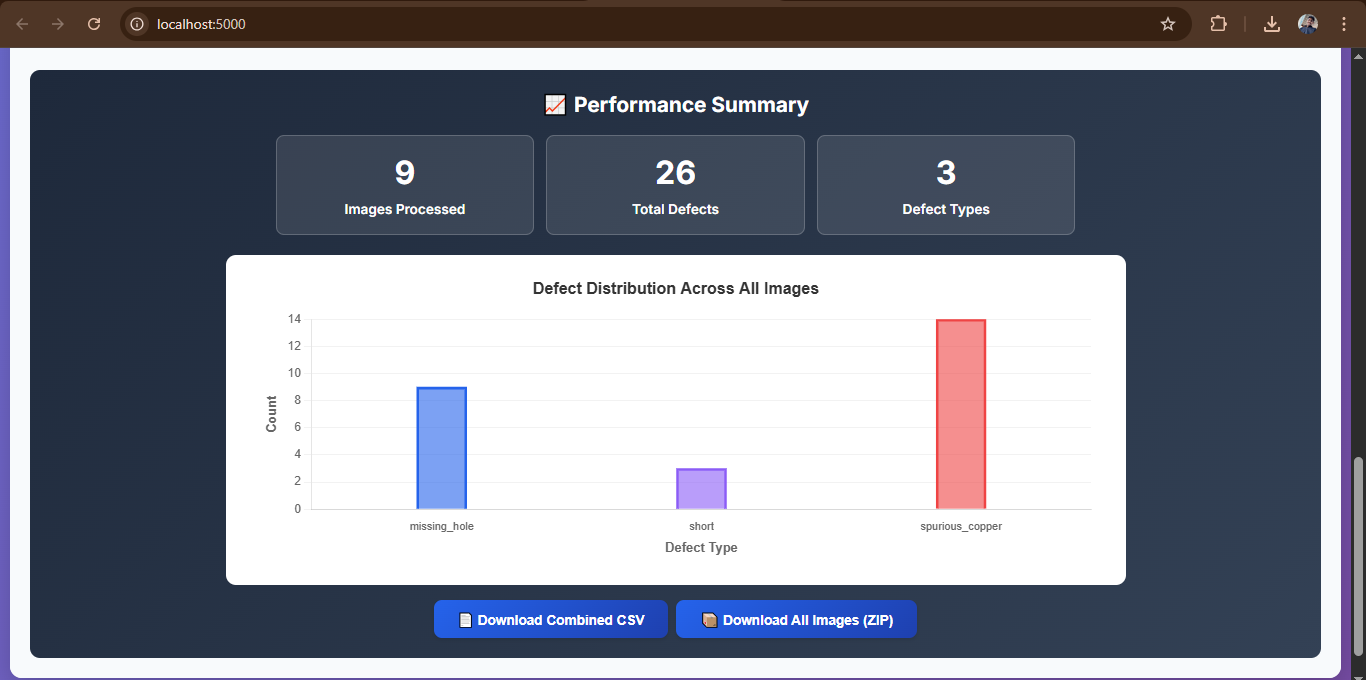 localhost:5000
Performance Summary
9
Images Processed
26
Total Defects
3
Defect Types
Defect Distribution Across All Images
14
12
10
8
6
4
2
0
Count
missing_hole
short
spurious_copper
Defect Type
Download Combined CSV
Download All Images (ZIP)